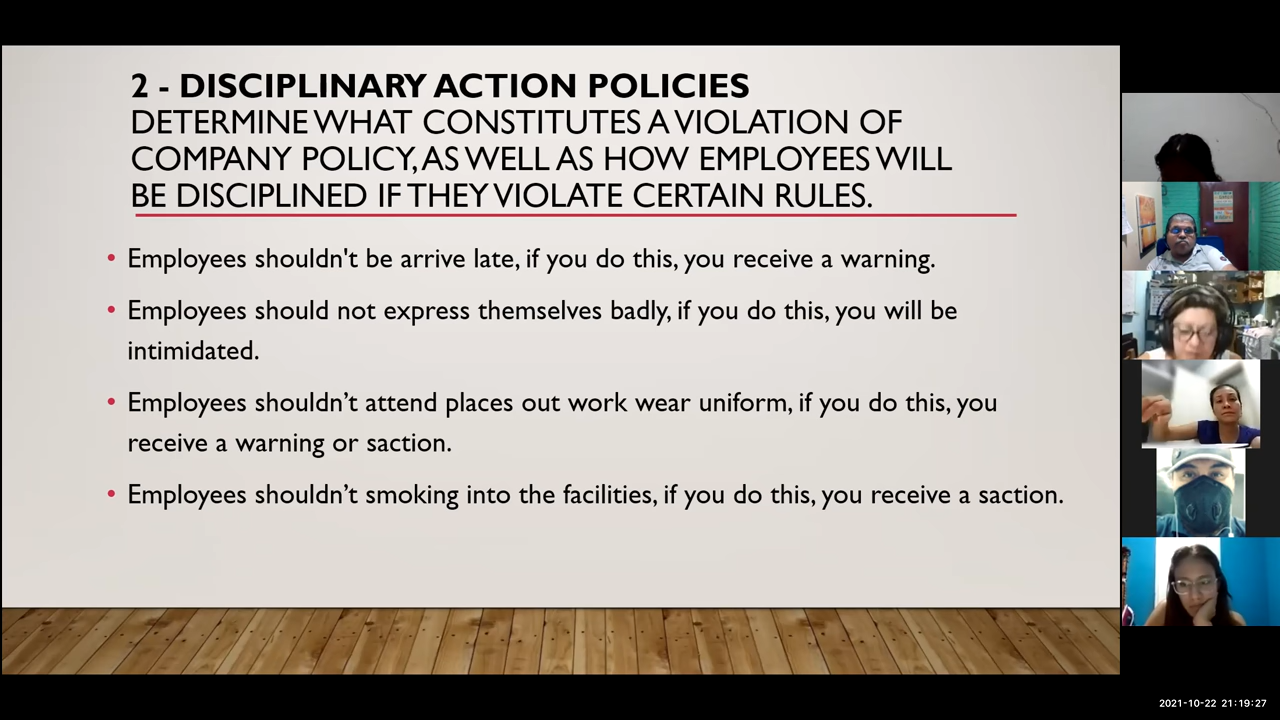 2 - DISCIPLINARY ACTION POLICIES
DETERMINE WHAT CONSTITUTES A VIOLATION OF
COMPANY POLICY, AS WELL AS HOW EMPLOYEES WILL
BE DISCIPLINED IF THEY VIOLATE CERTAIN RULES.
• Employees shouldn't be arrive late, if you do this, you receive a warning.
• Employees should not express themselves badly, if you do this, you will be
intimidated.
• Employees shouldn’t attend places out work wear uniform, if you do this, you
receive a warning or saction.
• Employees shouldn’t smoking into the facilities, if you do this, you receive a saction.
2021-10-22 21:19:27